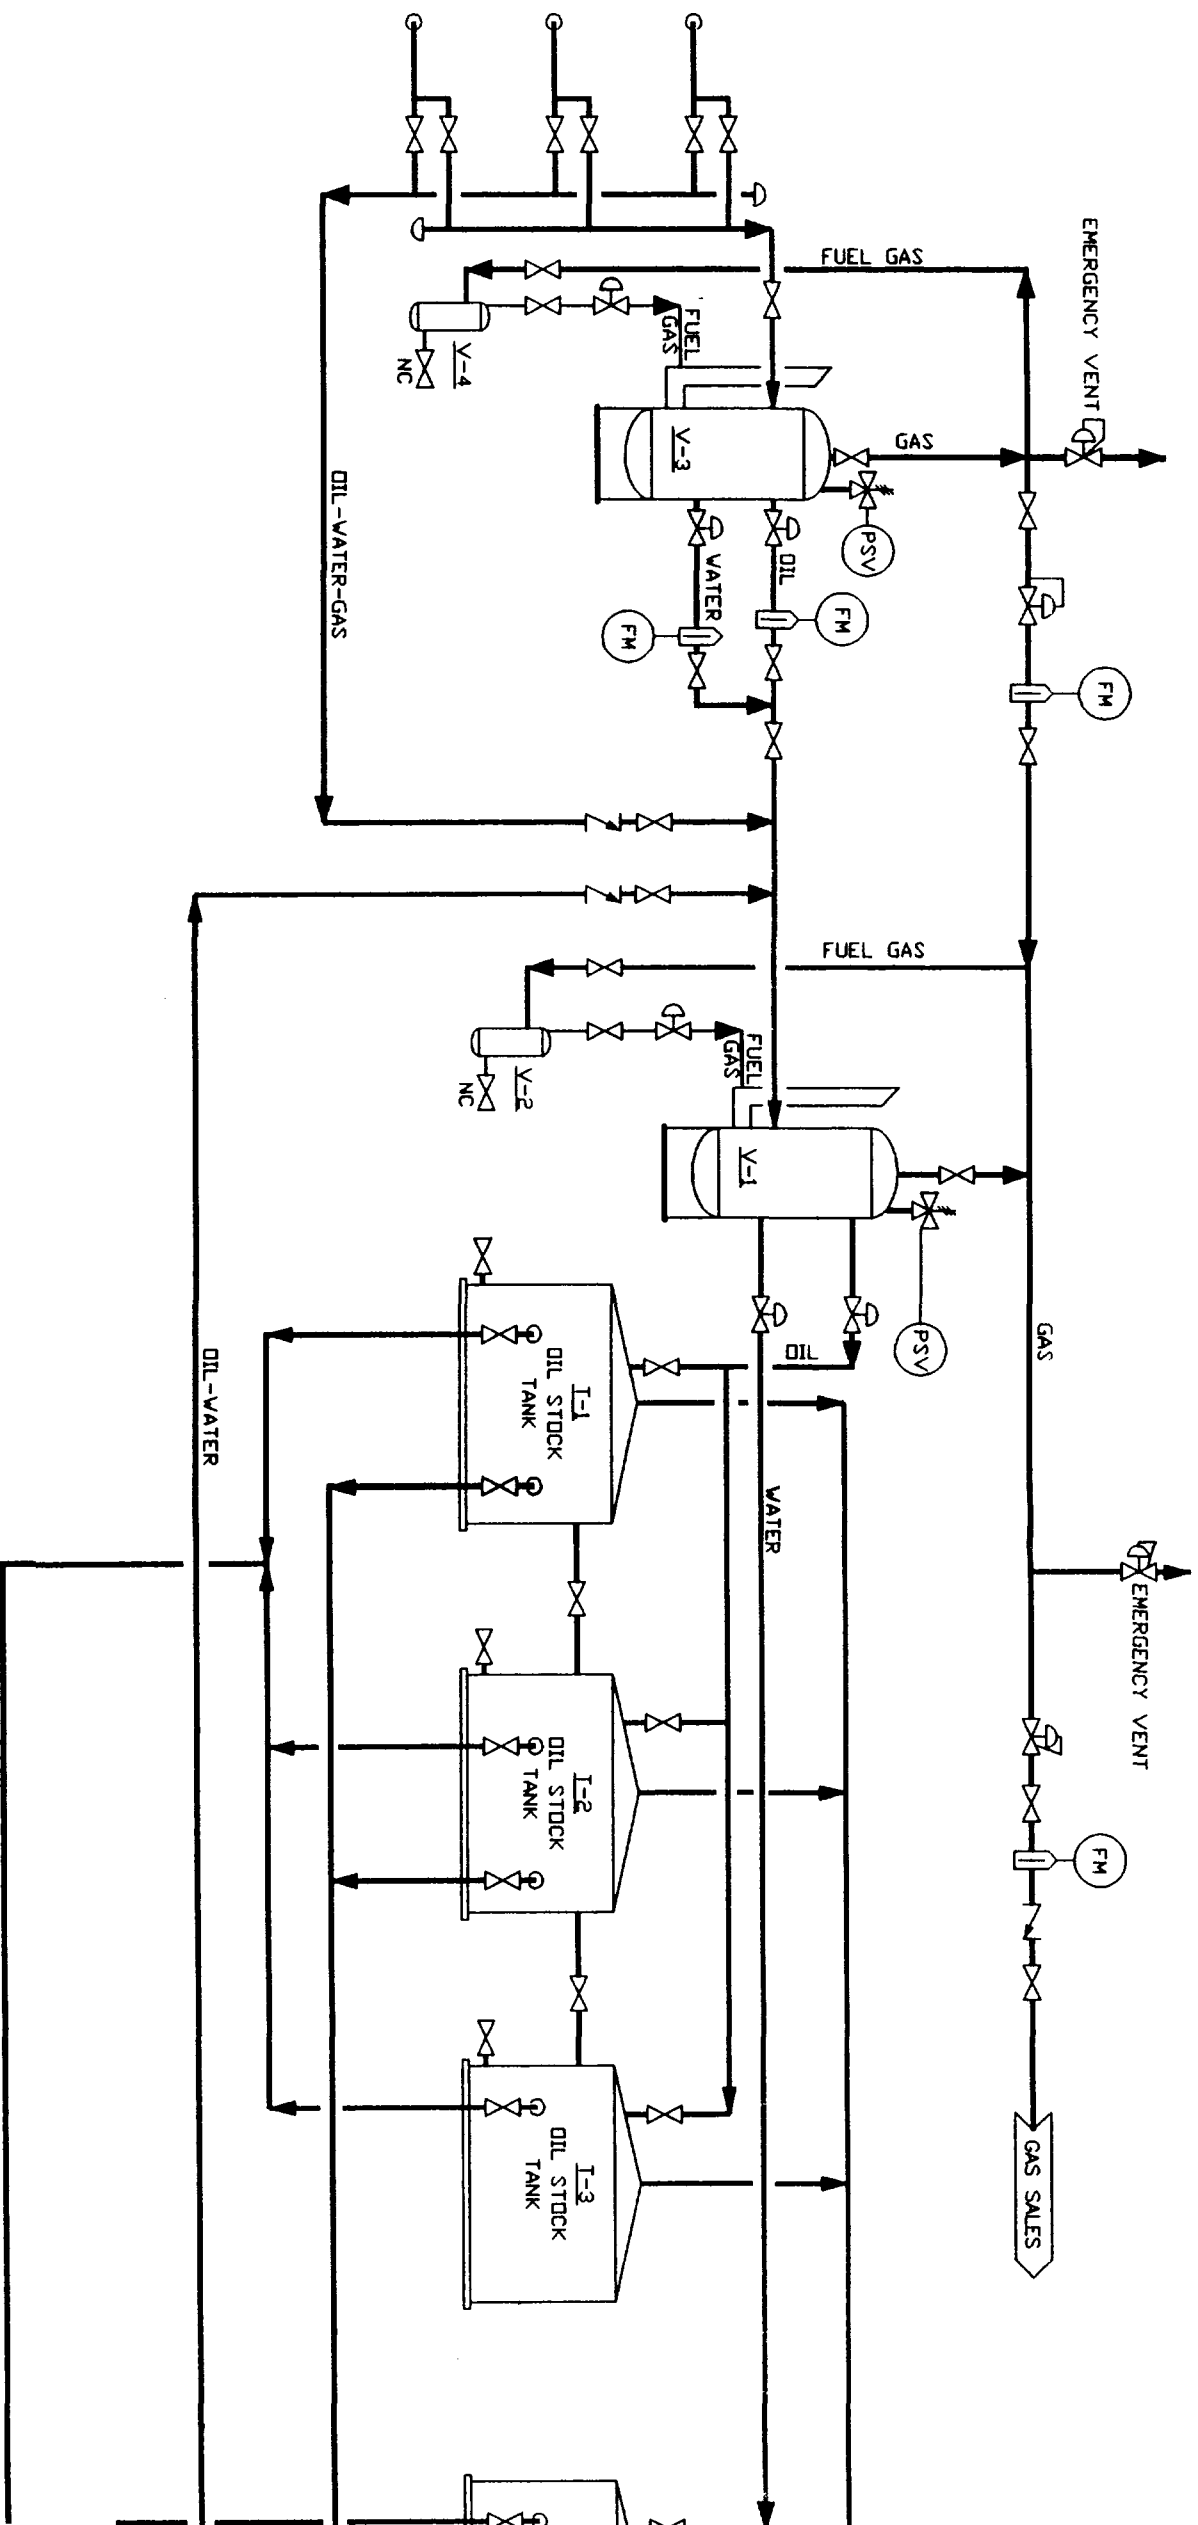 EMERGENCY VENT
FUEL GAS
FUEL
GAS
V-4
NC
V-3
GAS
PSV
OIL
WATER
FM
FM
FM
OIL-WATER-GAS
FUEL GAS
FUEL
GAS
V-2
NC
V-1
PSV
GAS
OIL
WATER
OIL-WATER
T-1
OIL STOCK
TANK
EMERGENCY VENT
T-2
OIL STOCK
TANK
FM
T-3
OIL STOCK
TANK
GAS SALES